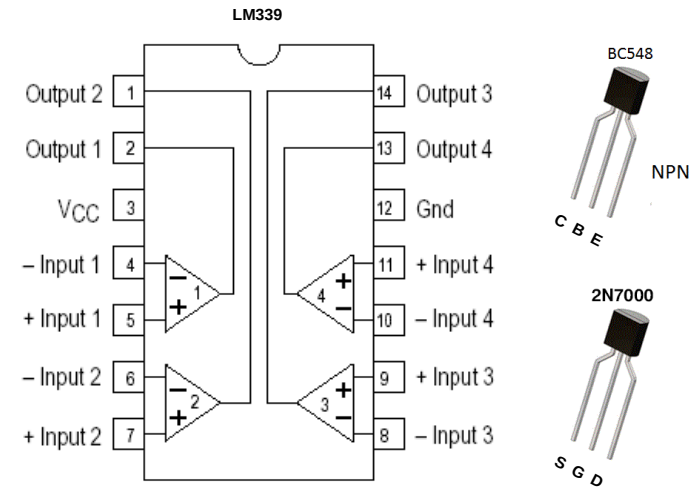 LM339
Output 2 1
Output 1 2
VCC 3
– Input 1 4
+ Input 1 5
– Input 2 6
+ Input 2 7
14 Output 3
13 Output 4
12 Gnd
11 + Input 4
10 – Input 4
9 + Input 3
8 – Input 3
– + 1
– + 2
+ – 4
+ – 3
BC548
NPN
C B E
2N7000
S G D